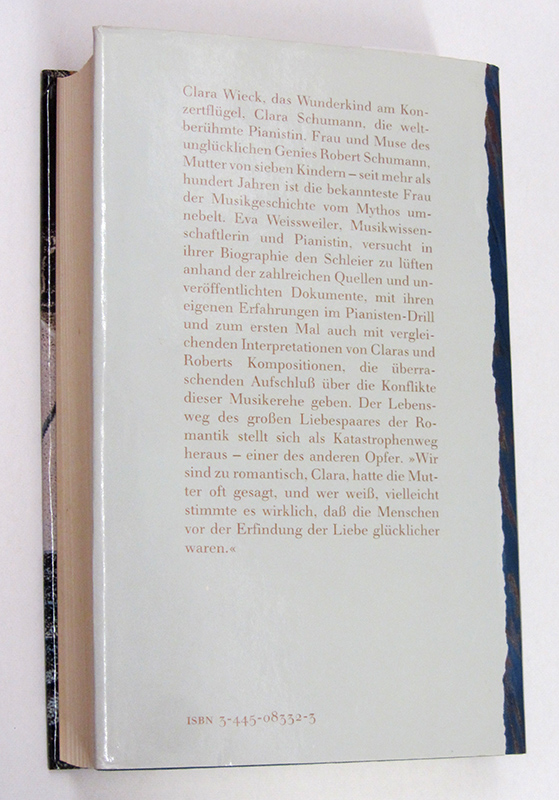 Clara Wieck, das Wunderkind am Kon-
zertflügel. Clara Schumann, die welt-
berühmte Pianistin. Frau und Muse des
unglücklichen Genies Robert Schumann,
Mutter von sieben Kindern – seit mehr als
hundert Jahren ist die bekannteste Frau
der Musikgeschichte vom Mythos um-
nebelt. Eva Weissweiler, Musikwissen-
schaftlerin und Pianistin, versucht in
ihrer Biographie den Schleier zu lüften
anhand der zahlreichen Quellen und un-
veröffentlichten Dokumente, mit ihren
eigenen Erfahrungen im Pianisten-Drill
und zum ersten Mal auch mit verglei-
chenden Interpretationen von Claras und
Roberts Kompositionen, die überra-
schenden Aufschluß über die Konflikte
dieser Musikerehe geben. Der Lebens-
weg des großen Liebespaares der Ro-
mantik stellt sich als Katastrophenweg
heraus – einer des anderen Opfer. »Wir
sind zu romantisch, Clara, hatte die Mut-
ter oft gesagt, und wer weiß, vielleicht
stimmte es wirklich, daß die Menschen
vor der Erfindung der Liebe glücklicher
waren.«
ISBN 3-445-08332-3